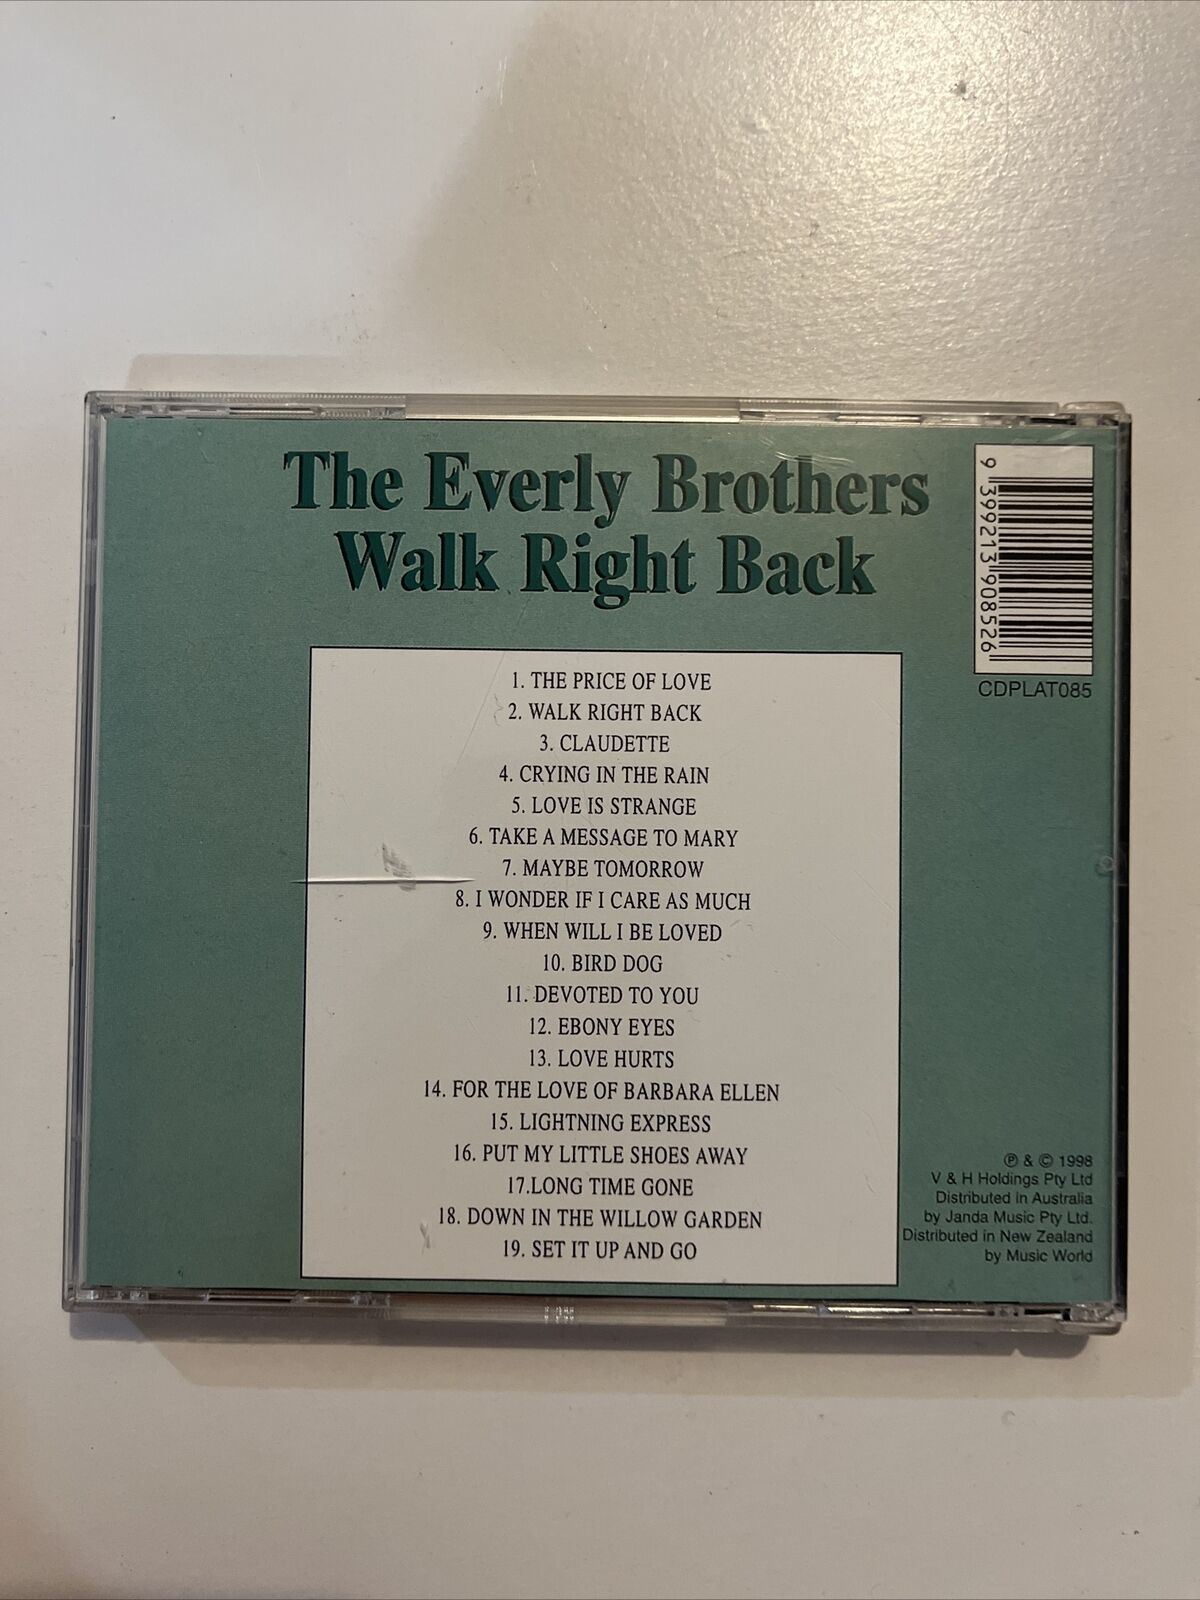 The Everly Brothers
Walk Right Back
9 399213 908526
CDPLAT085
1. THE PRICE OF LOVE
2. WALK RIGHT BACK
3. CLAUDETTE
4. CRYING IN THE RAIN
5. LOVE IS STRANGE
6. TAKE A MESSAGE TO MARY
7. MAYBE TOMORROW
8. I WONDER IF I CARE AS MUCH
9. WHEN WILL I BE LOVED
10. BIRD DOG
11. DEVOTED TO YOU
12. EBONY EYES
13. LOVE HURTS
14. FOR THE LOVE OF BARBARA ELLEN
15. LIGHTNING EXPRESS
16. PUT MY LITTLE SHOES AWAY
17.LONG TIME GONE
18. DOWN IN THE WILLOW GARDEN
19. SET IT UP AND GO
℗ & © 1998
V & H Holdings Pty Ltd
Distributed in Australia
by Janda Music Pty Ltd.
Distributed in New Zealand
by Music World